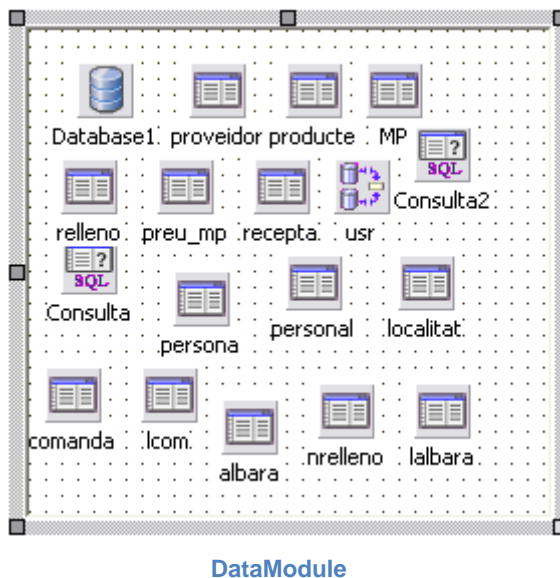 Database1 proveidor producte MP
? SQL
Consulta2
relleno preu_mp recepta usr
? SQL
Consulta
persona personal localitat
comanda lcom albara nrelleno lalbara
DataModule